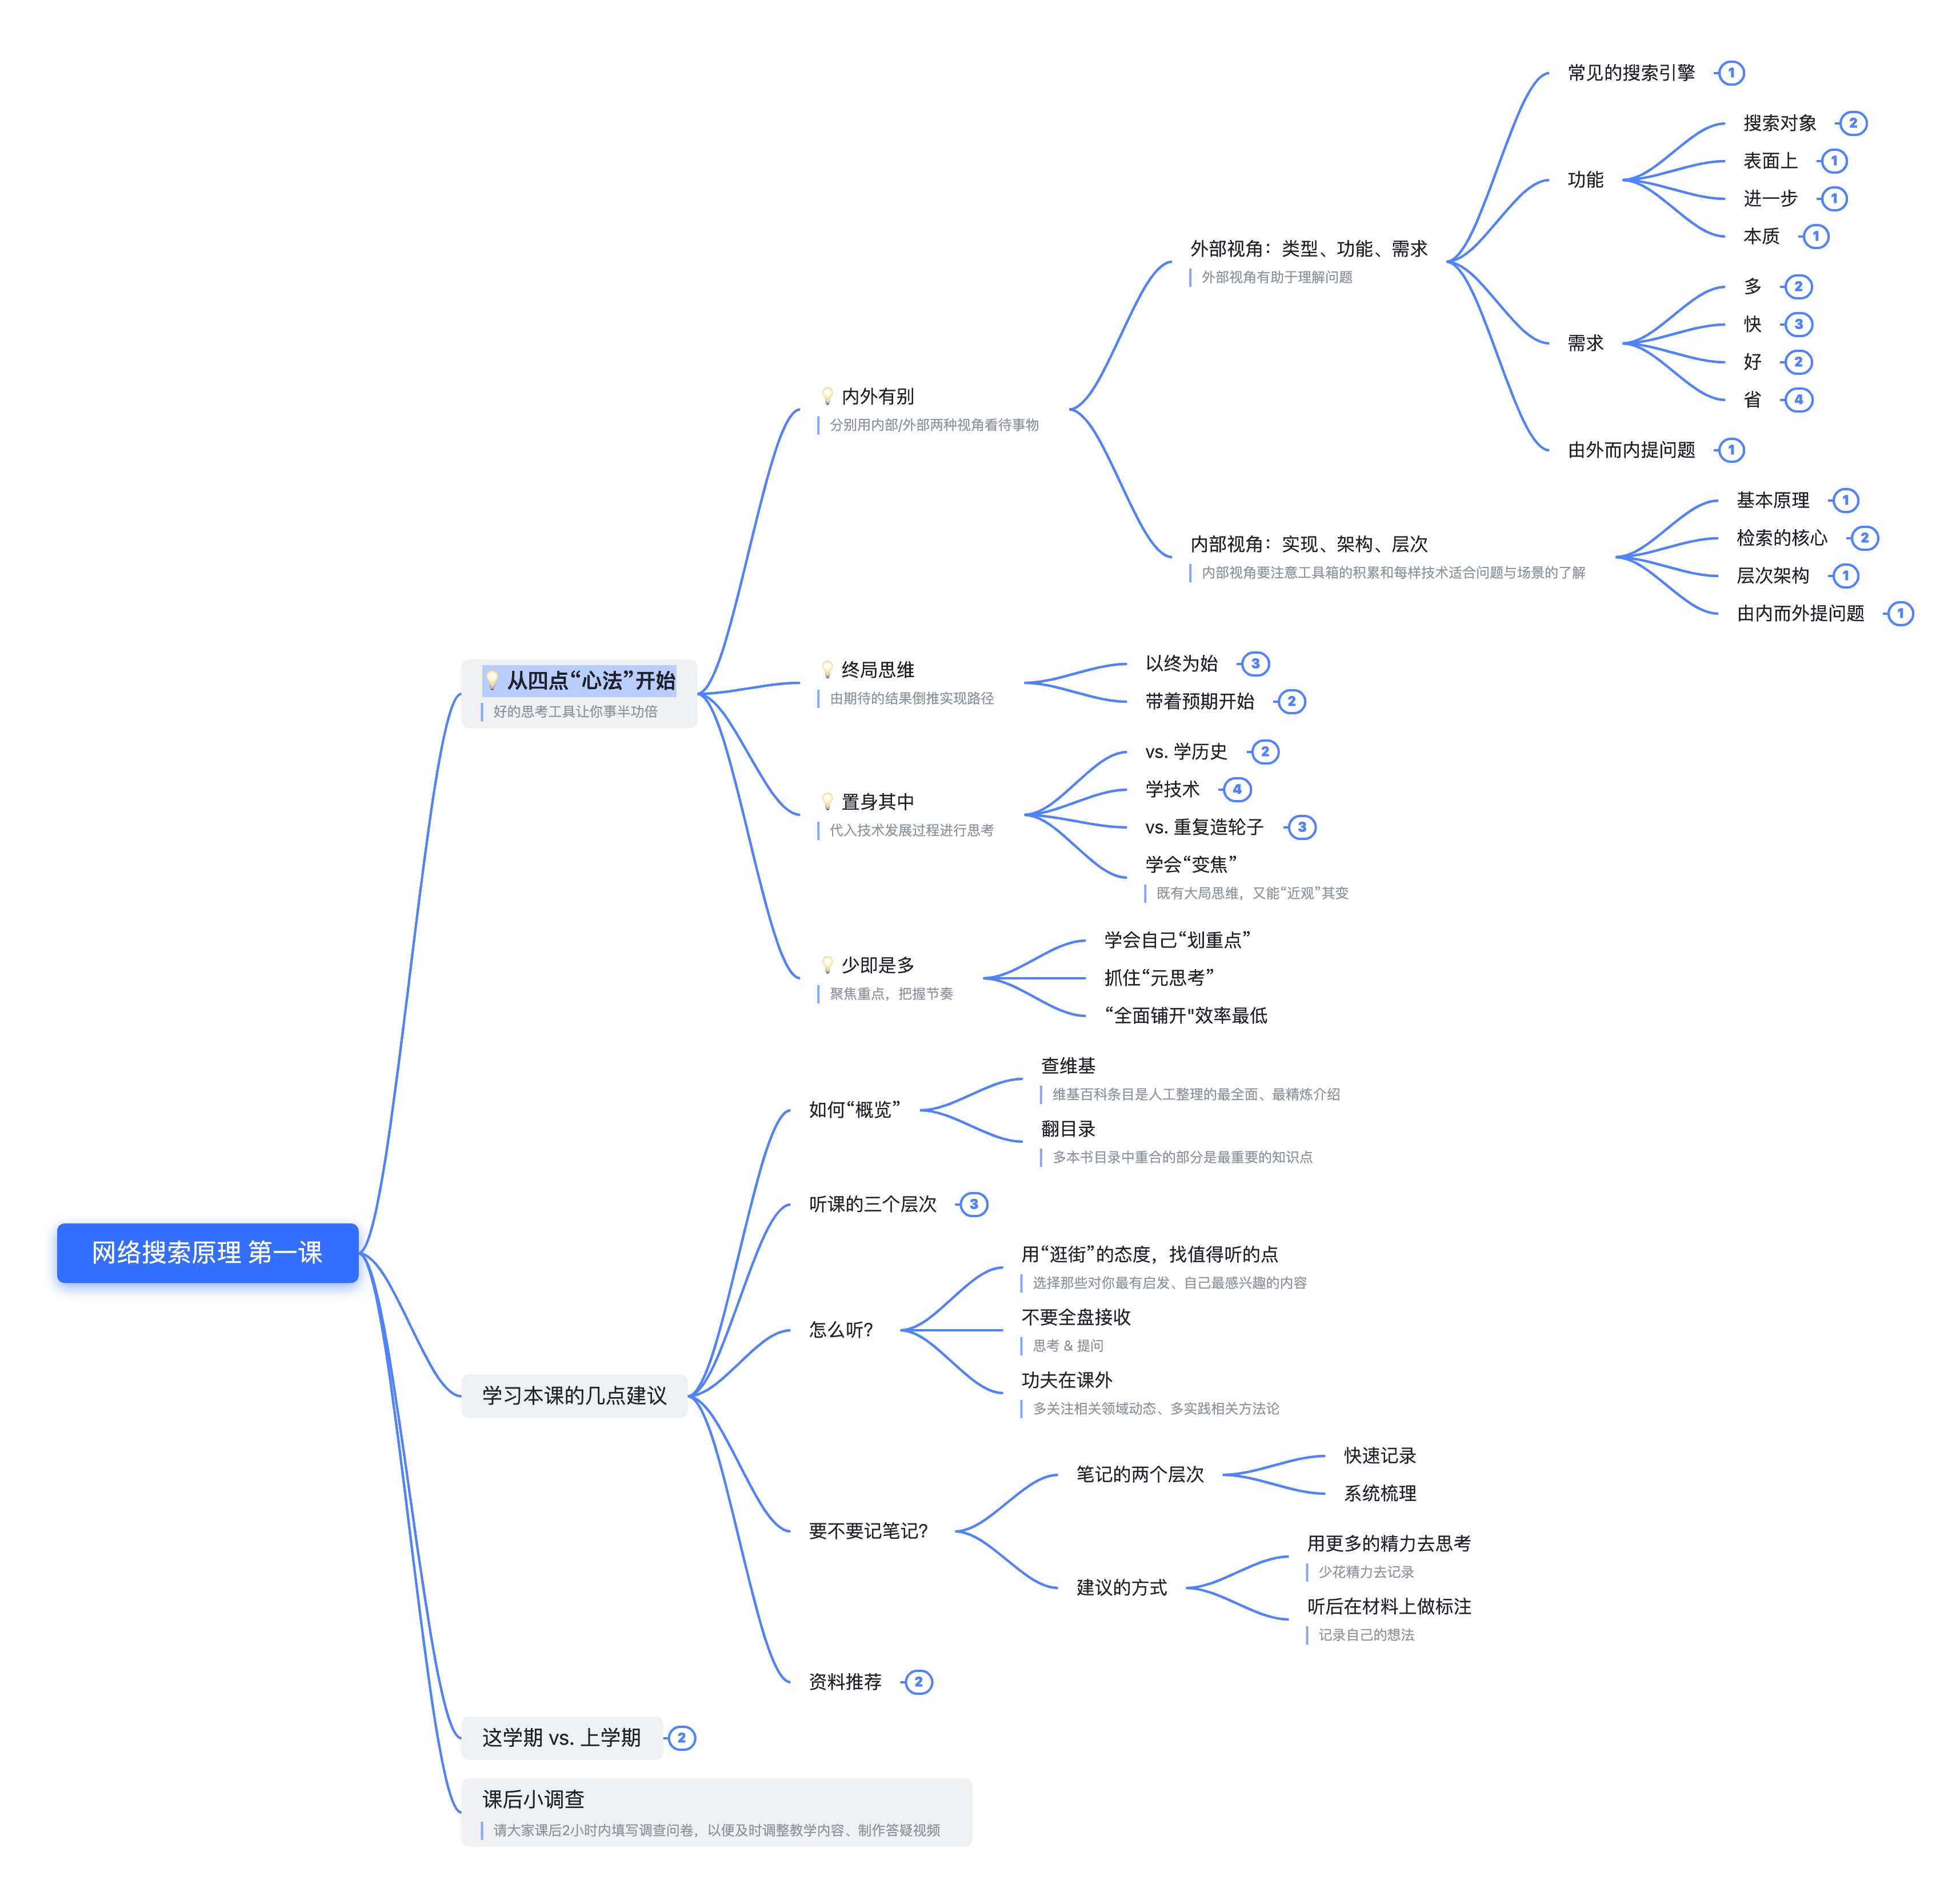 网络搜索原理 第一课
💡 从四点“心法”开始
好的思考工具让你事半功倍
💡 内外有别
分别用内部/外部两种视角看待事物
外部视角：类型、功能、需求
外部视角有助于理解问题
常见的搜索引擎 1
功能
搜索对象 2
表面上 1
进一步 1
本质 1
需求
多 2
快 3
好 2
省 4
由外而内提问题 1
内部视角：实现、架构、层次
内部视角要注意工具箱的积累和每样技术适合问题与场景的了解
基本原理 1
检索的核心 2
层次架构 1
由内而外提问题 1
💡 终局思维
由期待的结果倒推实现路径
以终为始 3
带着预期开始 2
💡 置身其中
代入技术发展过程进行思考
vs. 学历史 2
学技术 4
vs. 重复造轮子 3
学会“变焦”
既有大局思维，又能“近观”其变
💡 少即是多
聚焦重点，把握节奏
学会自己“划重点”
抓住“元思考”
“全面铺开"效率最低
学习本课的几点建议
如何“概览”
查维基
维基百科条目是人工整理的最全面、最精炼介绍
翻目录
多本书目录中重合的部分是最重要的知识点
听课的三个层次 3
怎么听？
用“逛街”的态度，找值得听的点
选择那些对你最有启发、自己最感兴趣的内容
不要全盘接收
思考 & 提问
功夫在课外
多关注相关领域动态、多实践相关方法论
要不要记笔记？
笔记的两个层次
快速记录
系统梳理
建议的方式
用更多的精力去思考
少花精力去记录
听后在材料上做标注
记录自己的想法
资料推荐 2
这学期 vs. 上学期 2
课后小调查
请大家课后2小时内填写调查问卷，以便及时调整教学内容、制作答疑视频